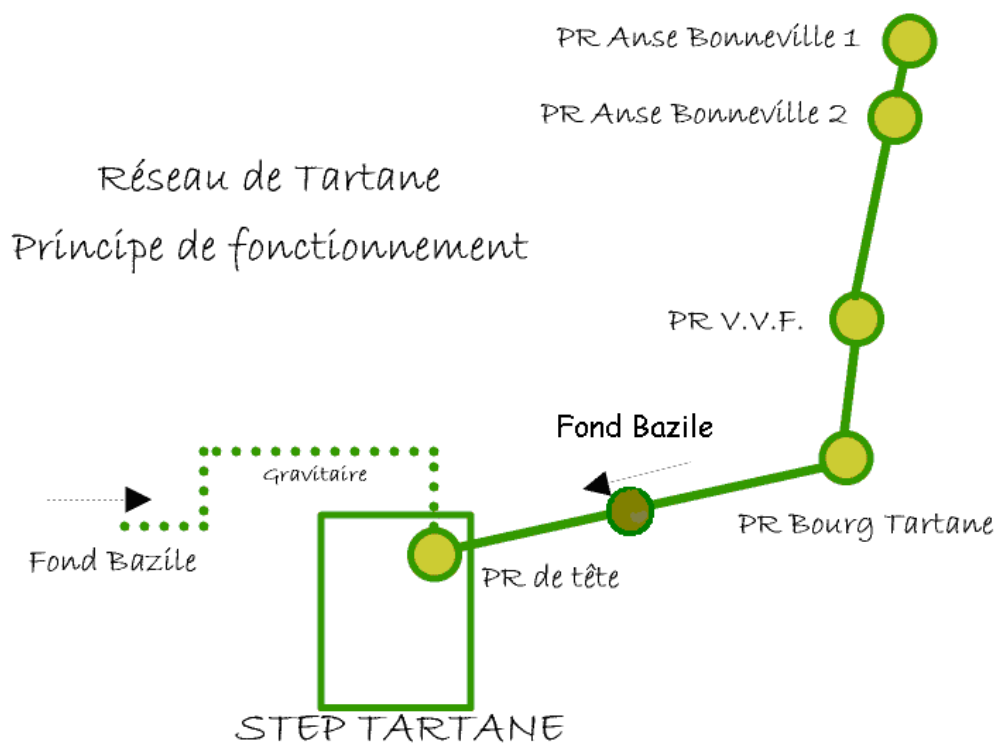 PR Anse Bonneville 1
PR Anse Bonneville 2
Réseau de Tartane
Principe de fonctionnement
PR V.V.F.
Fond Bazile
Gravitaire
PR Bourg Tartane
Fond Bazile
PR de tête
STEP TARTANE